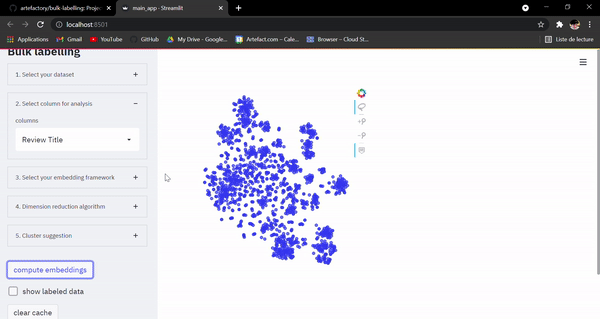 artefactory/bulk-labelling: Proje
main_app · Streamlit
localhost:8501
Applications
Gmail
YouTube
GitHub
My Drive - Google...
Artefact.com – Cale...
Browser – Cloud St...
Liste de lecture
Bulk labelling
1. Select your dataset
2. Select column for analysis
columns
Review Title
3. Select your embedding framework
4. Dimension reduction algorithm
5. Cluster suggestion
compute embeddings
show labeled data
clear cache